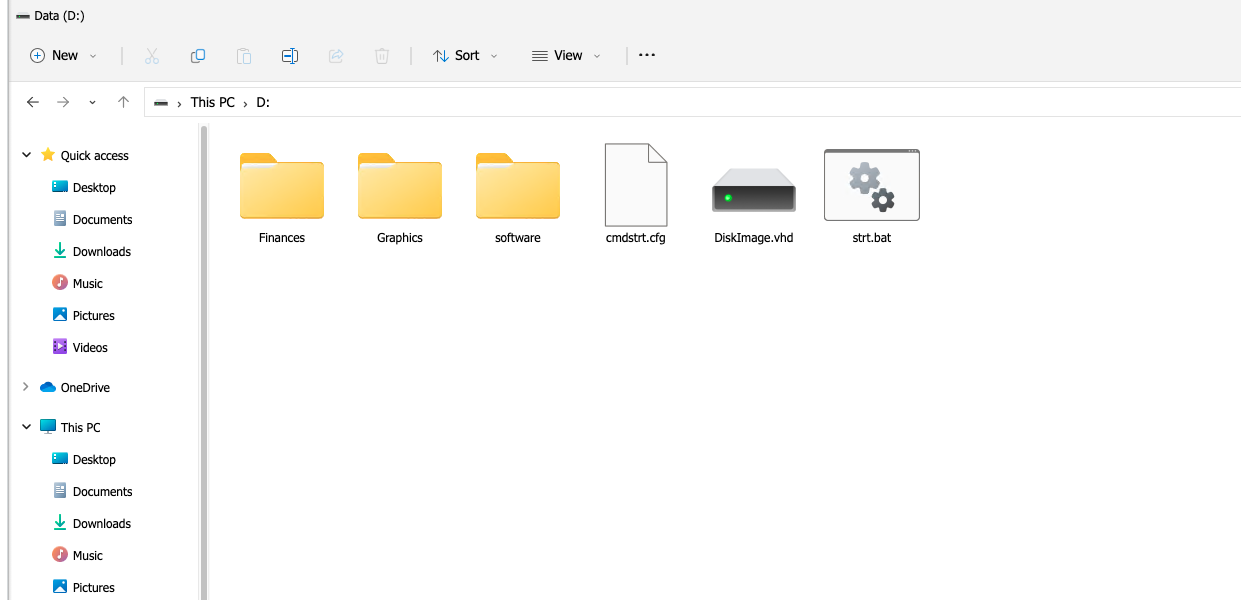 Data (D:)
New
Sort
View
This PC > D:
Quick access
Desktop
Documents
Downloads
Music
Pictures
Videos
OneDrive
This PC
Desktop
Documents
Downloads
Music
Pictures
Finances
Graphics
software
cmdstrt.cfg
DiskImage.vhd
strt.bat